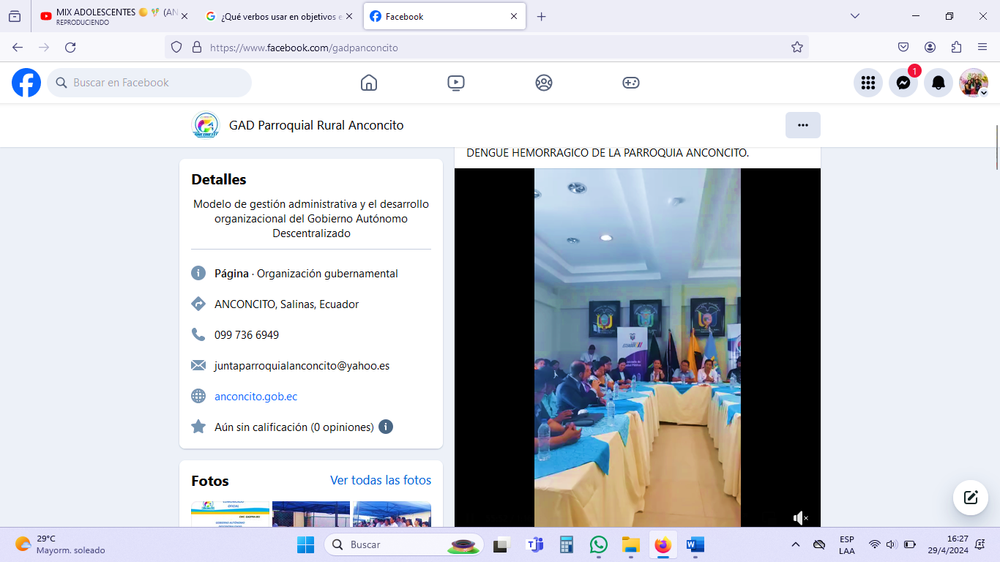 MIX ADOLESCENTES
REPRODUCIENDO
¿Qué verbos usar en objetivos e
Facebook
https://www.facebook.com/gadpanconcito
Buscar en Facebook
1
GAD Parroquial Rural Anconcito
DENGUE HEMORRAGICO DE LA PARROQUIA ANCONCITO.
Detalles
Modelo de gestión administrativa y el desarrollo
organizacional del Gobierno Autónomo
Descentralizado
Página · Organización gubernamental
ANCONCITO, Salinas, Ecuador
099 736 6949
juntaparroquialanconcito@yahoo.es
anconcito.gob.ec
Aún sin calificación (0 opiniones)
Fotos
Ver todas las fotos
OFICIAL
29°C
Mayorm. soleado
Buscar
ESP
LAA
16:27
29/4/2024